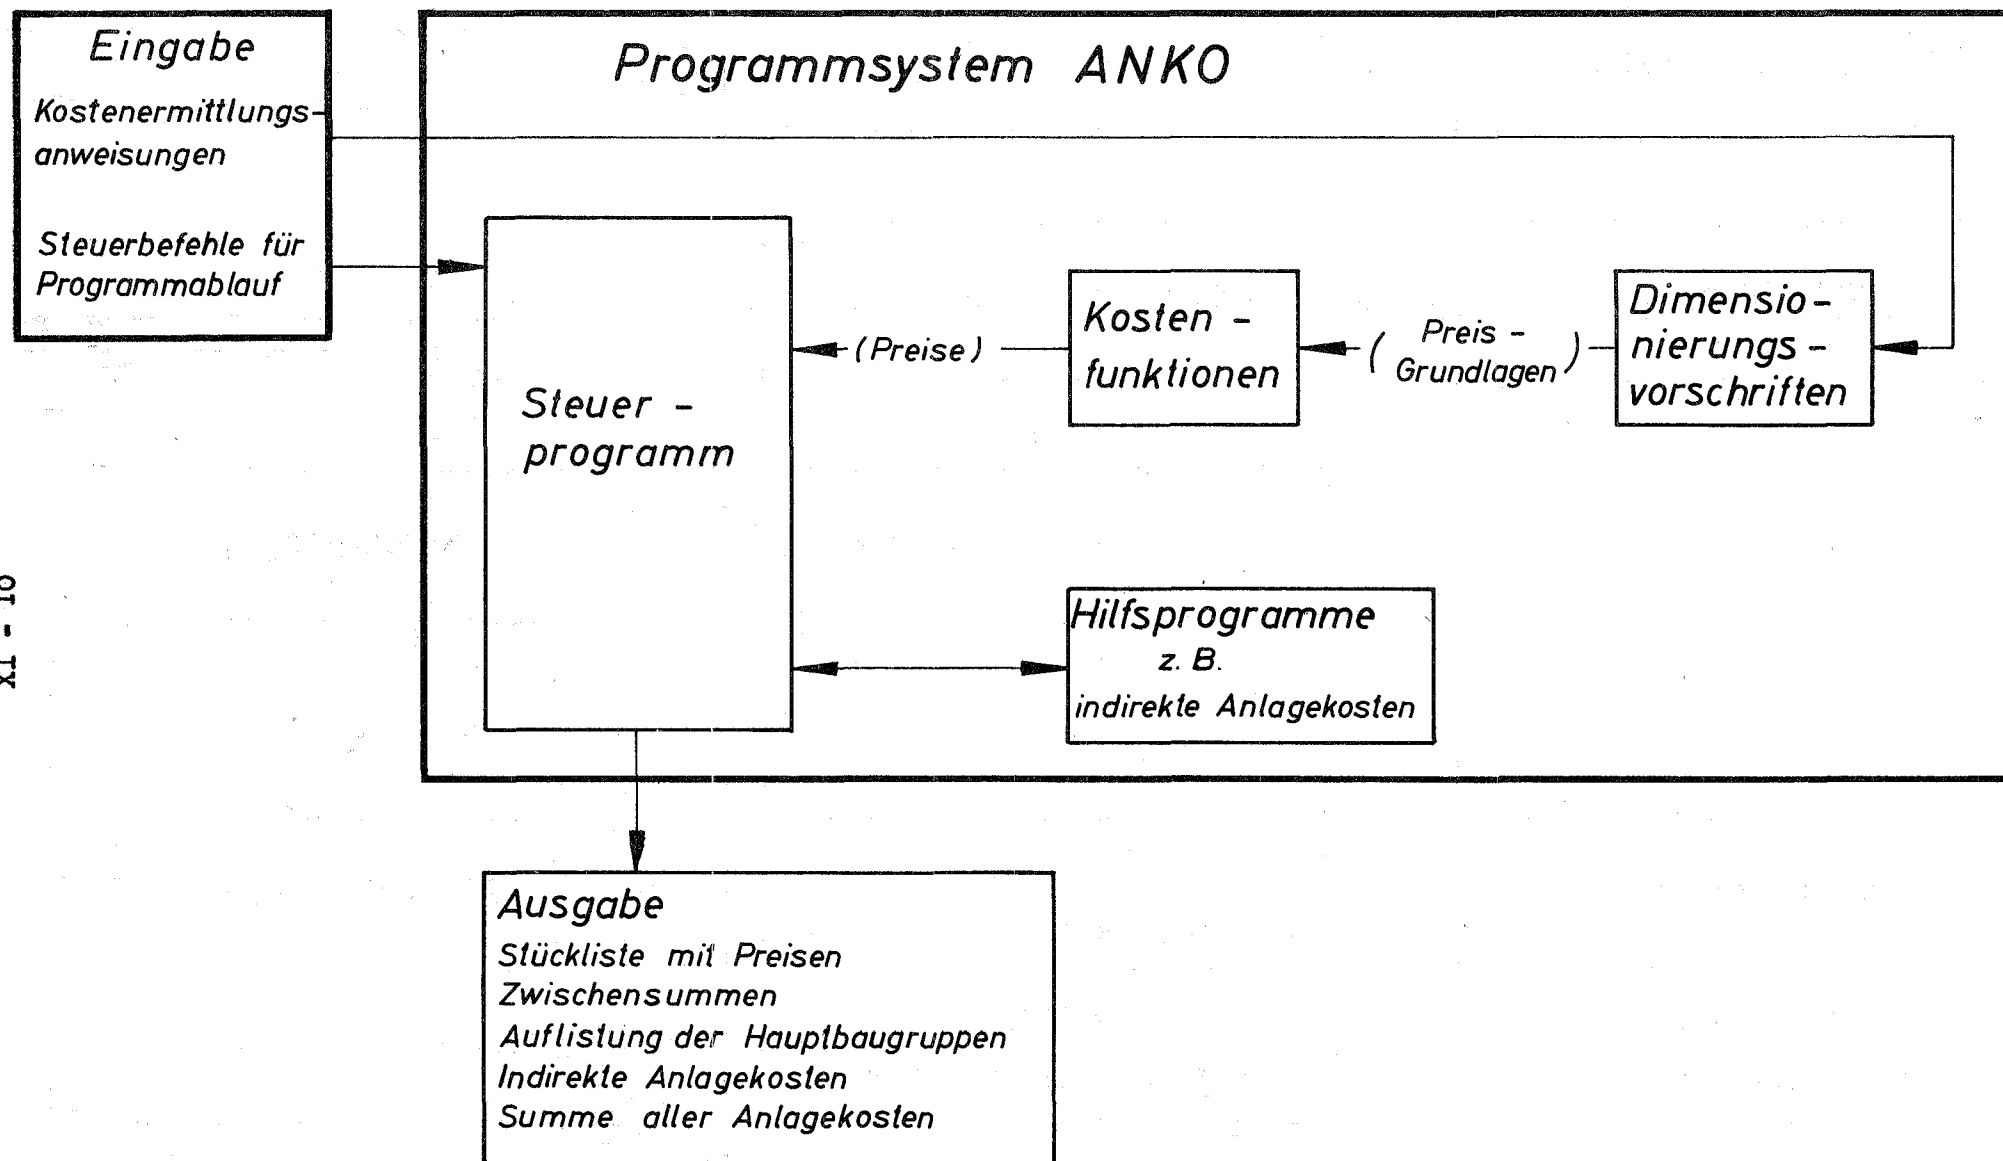 Eingabe
Kostenermittlungs-
anweisungen
Steuerbefehle für
Programmablauf
Programmsystem ANKO
Steuer -
programm
(Preise)
Kosten -
funktionen
( Preis -
Grundlagen )
Dimensio -
nierungs -
vorschriften
Hilfsprogramme
z. B.
indirekte Anlagekosten
Ausgabe
Stückliste mit Preisen
Zwischensummen
Auflistung der Hauptbaugruppen
Indirekte Anlagekosten
Summe aller Anlagekosten
XI - 10